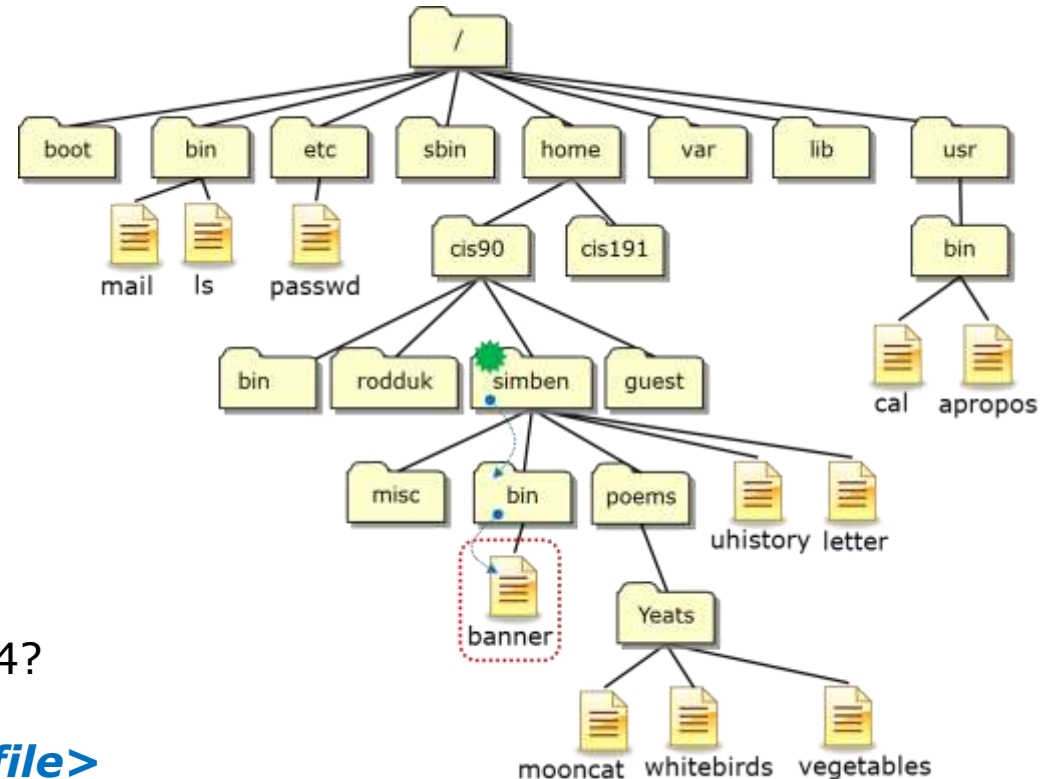 /
boot bin etc sbin home var lib usr
mail ls passwd cis90 cis191 bin
bin rodduk simben guest cal apropos
misc bin poems uhistory letter
banner Yeats
4?
file>
mooncat whitebirds vegetables